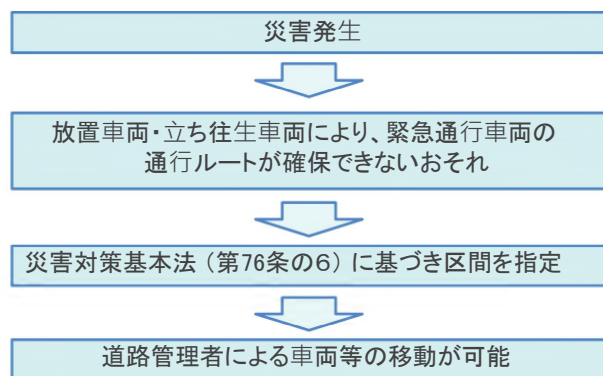 災害発生
放置車両・立ち往生車両により、緊急通行車両の
通行ルートが確保できないおそれ
災害対策基本法（第76条の6）に基づき区間を指定
道路管理者による車両等の移動が可能